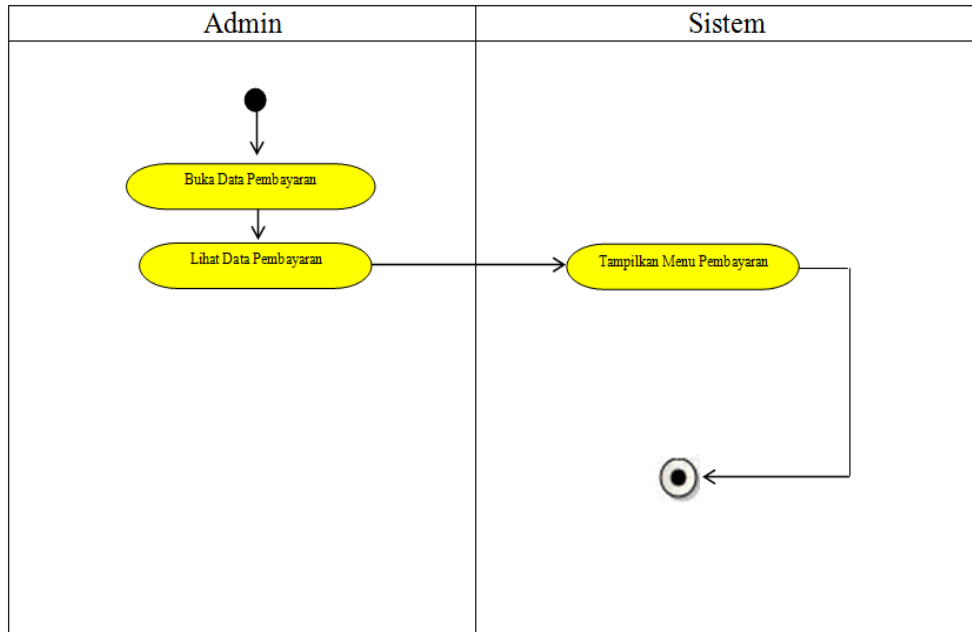 Admin
Sistem
Buka Data Pembayaran
Lihat Data Pembayaran
Tampilkan Menu Pembayaran